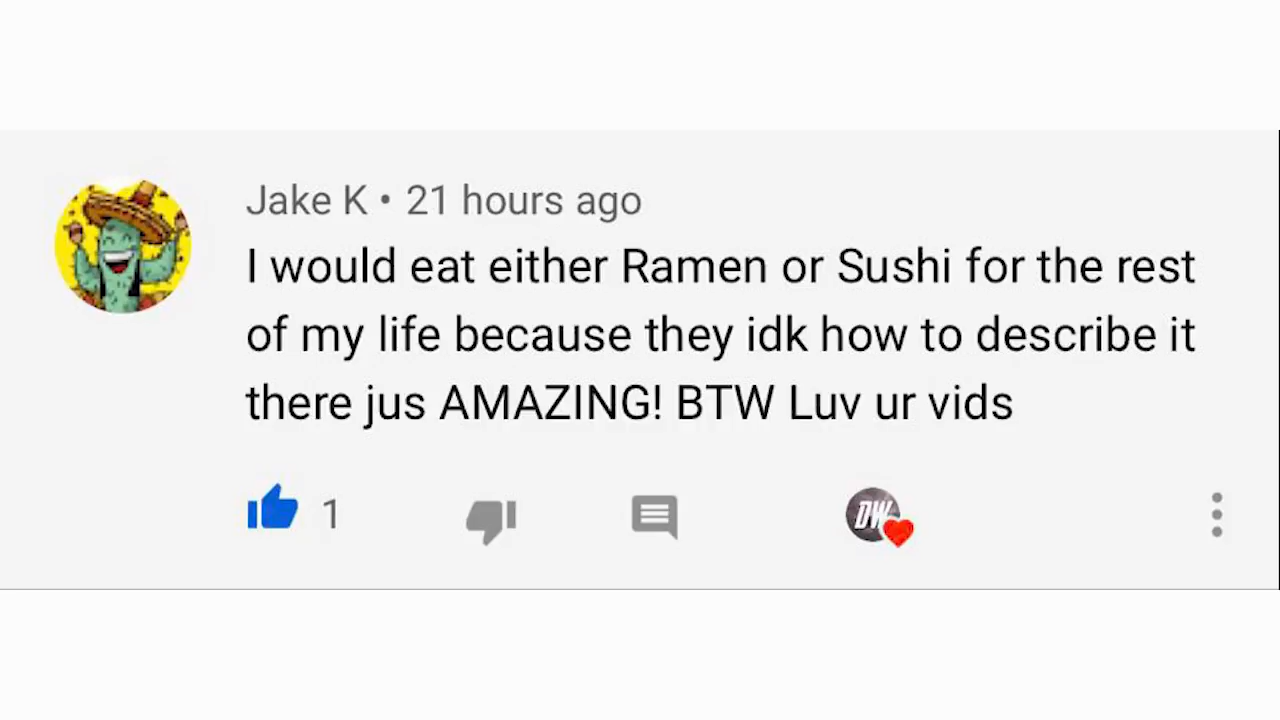 Jake K • 21 hours ago
I would eat either Ramen or Sushi for the rest
of my life because they idk how to describe it
there jus AMAZING! BTW Luv ur vids
1
DW